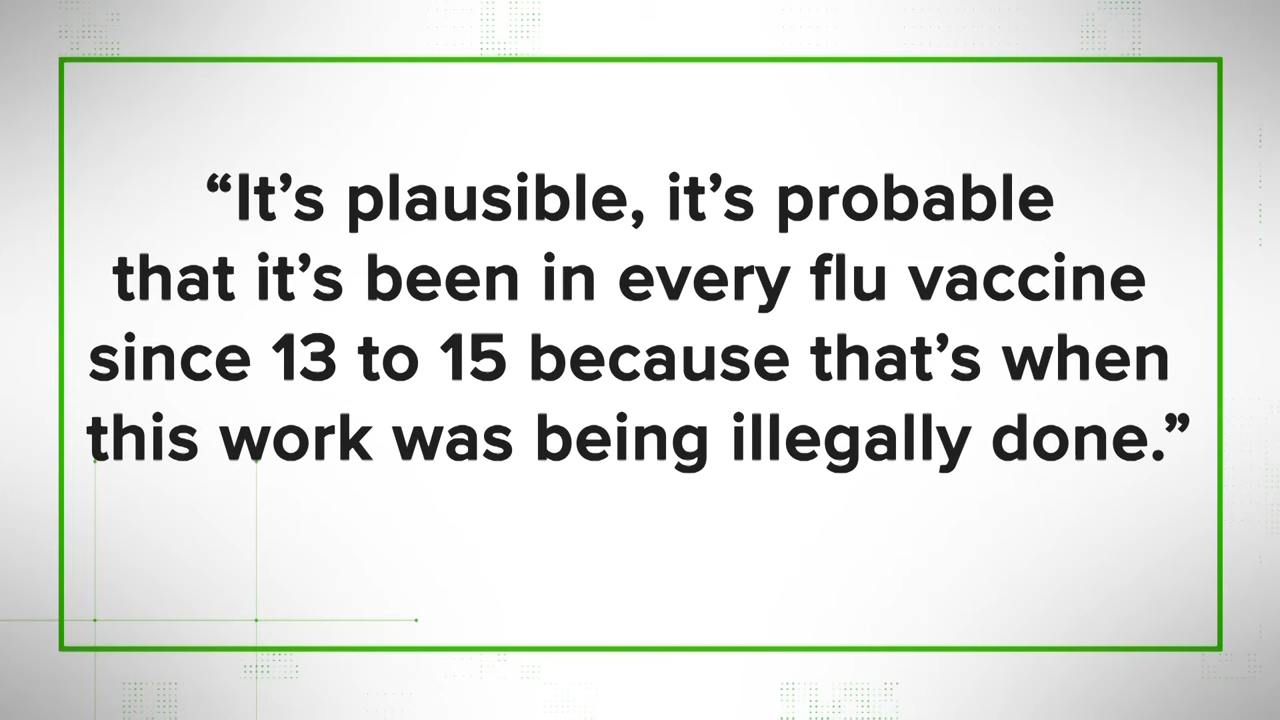 “It’s plausible, it’s probable
that it’s been in every flu vaccine
since 13 to 15 because that’s when
this work was being illegally done.”